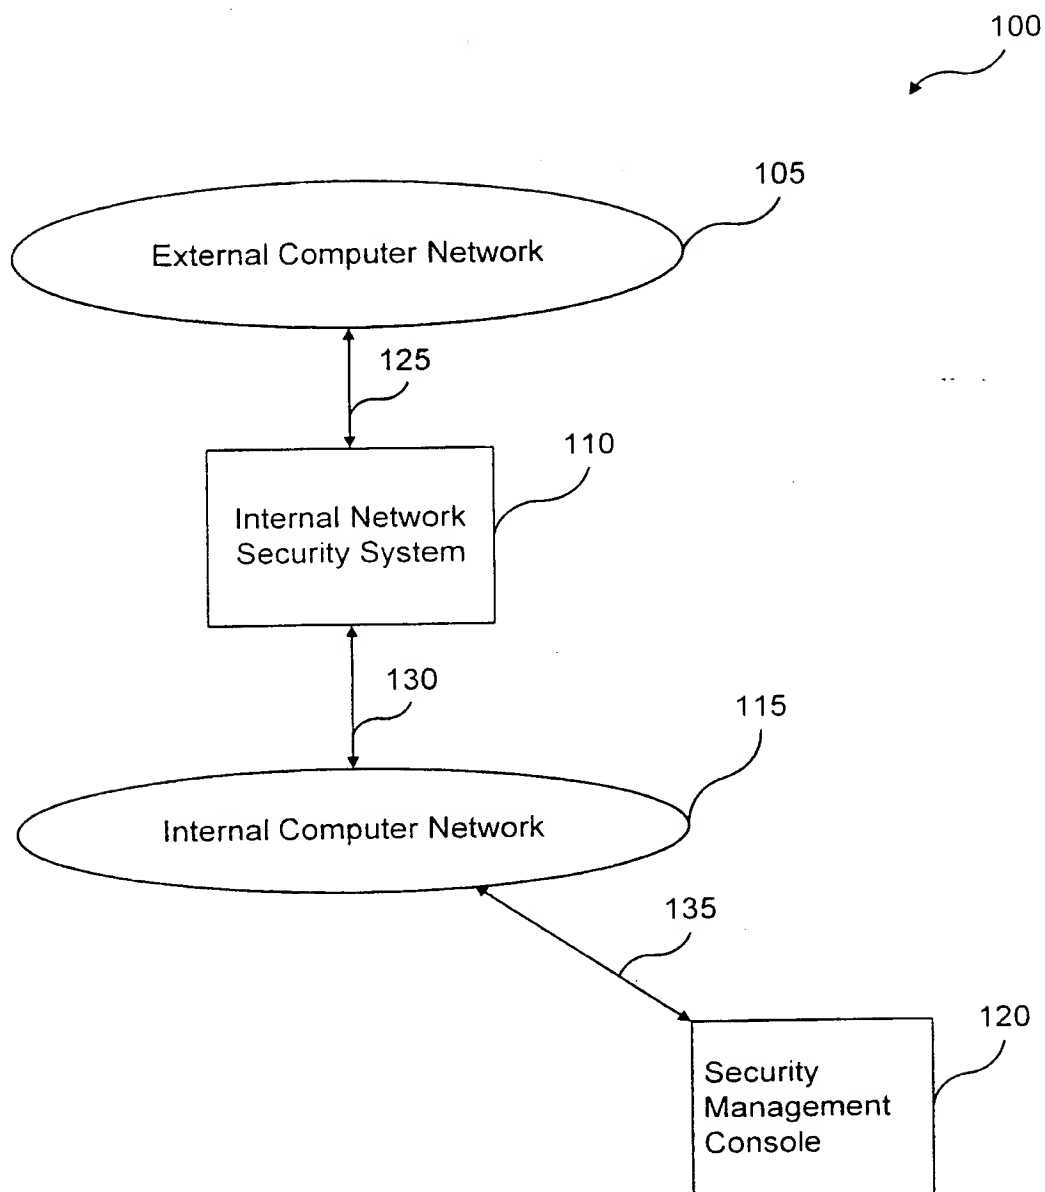 100
105
External Computer Network
125
110
Internal Network
Security System
130
115
Internal Computer Network
135
120
Security
Management
Console